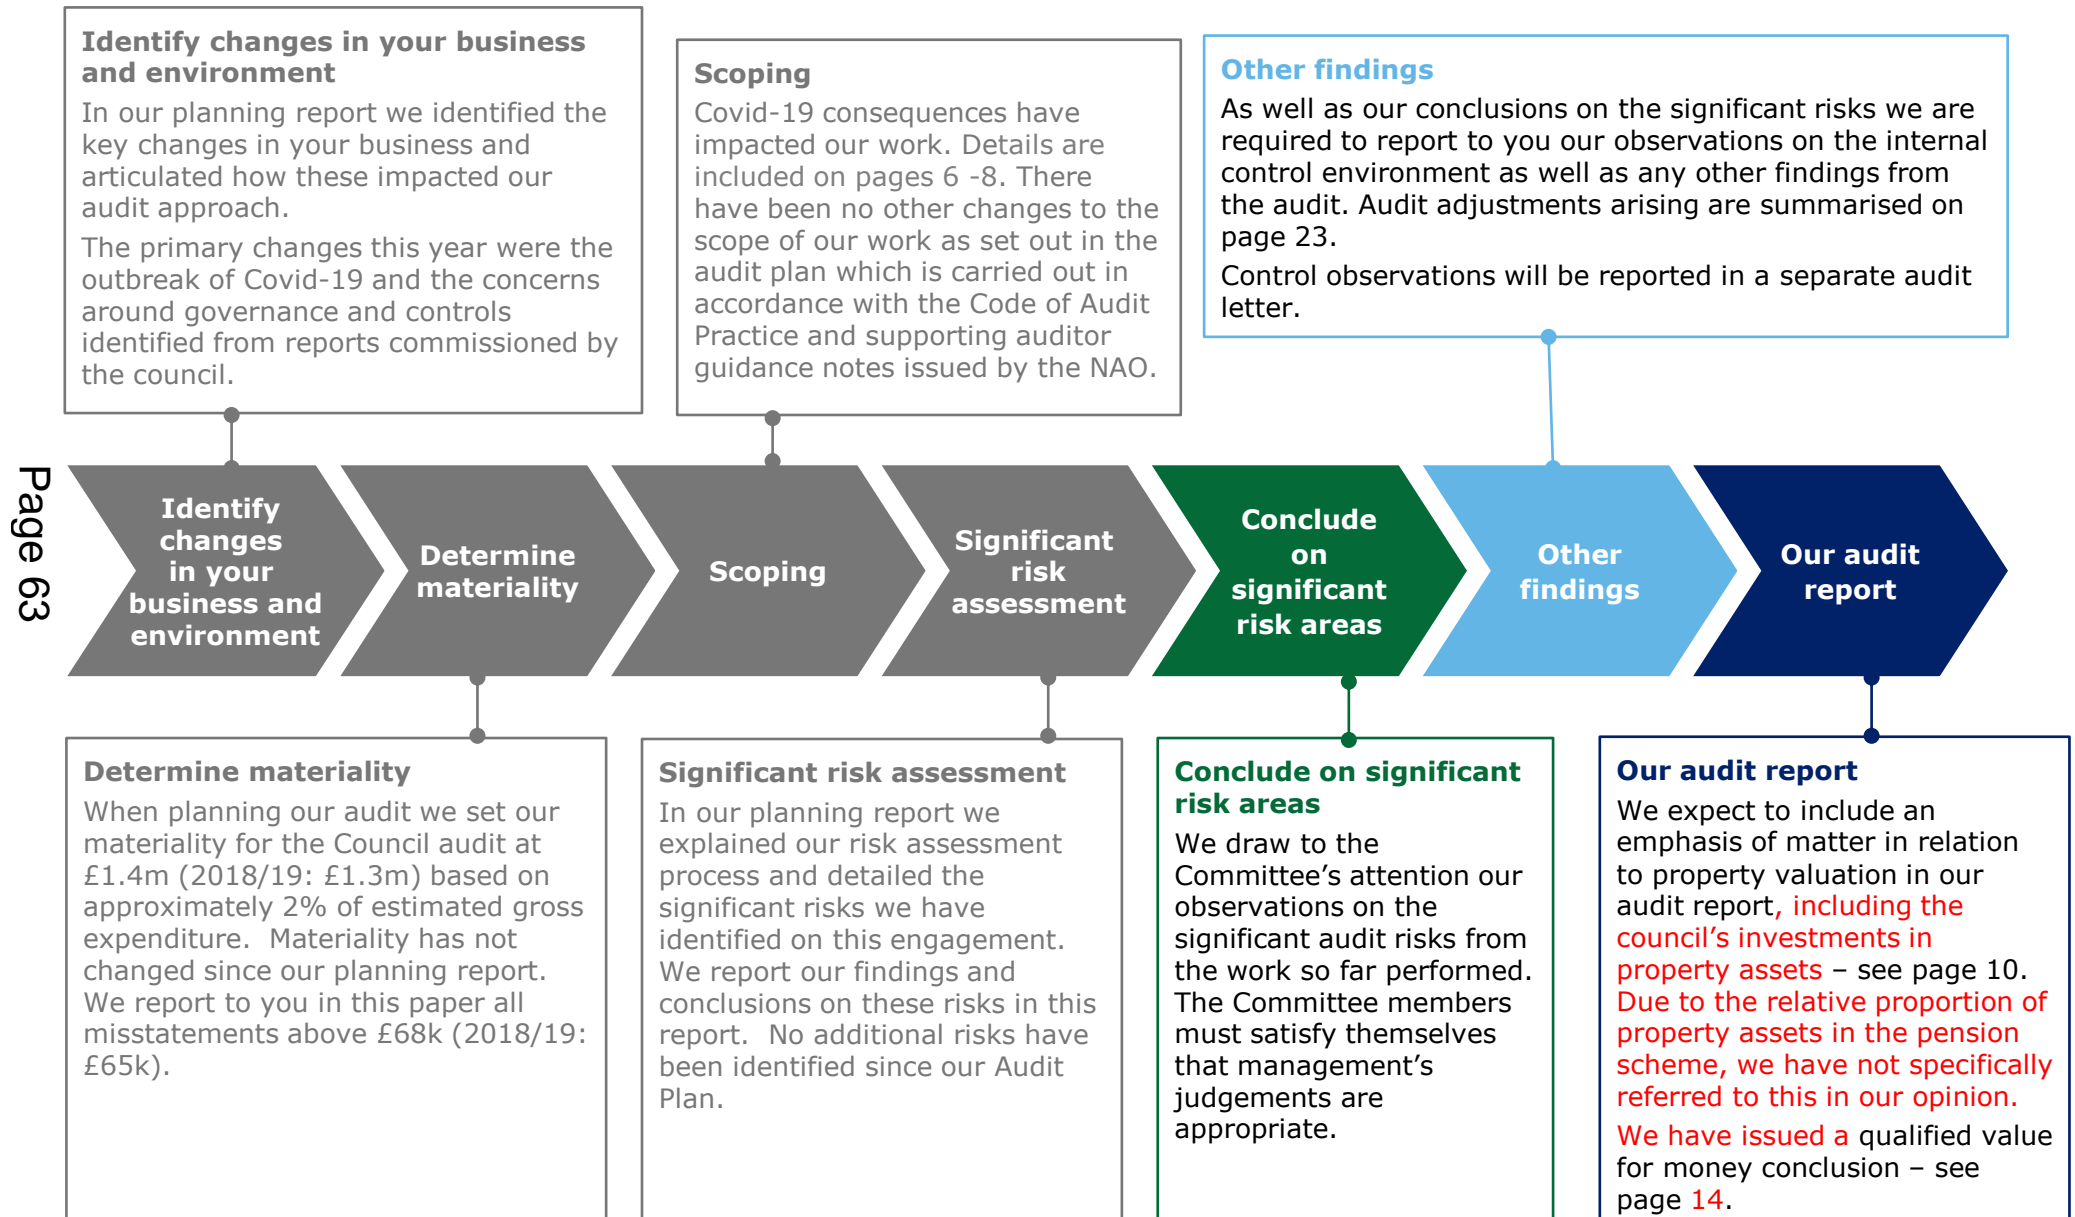 Identify changes in your business
and environment
In our planning report we identified the
key changes in your business and
articulated how these impacted our
audit approach.
The primary changes this year were the
outbreak of Covid-19 and the concerns
around governance and controls
identified from reports commissioned by
the council.
Scoping
Covid-19 consequences have
impacted our work. Details are
included on pages 6 -8. There
have been no other changes to the
scope of our work as set out in the
audit plan which is carried out in
accordance with the Code of Audit
Practice and supporting auditor
guidance notes issued by the NAO.
Other findings
As well as our conclusions on the significant risks we are
required to report to you our observations on the internal
control environment as well as any other findings from
the audit. Audit adjustments arising are summarised on
page 23.
Control observations will be reported in a separate audit
letter.
Page 63
Identify
changes
in your
business and
environment
Determine
materiality
Scoping
Significant
risk
assessment
Conclude
on
significant
risk areas
Other
findings
Our audit
report
Determine materiality
When planning our audit we set our
materiality for the Council audit at
£1.4m (2018/19: £1.3m) based on
approximately 2% of estimated gross
expenditure.  Materiality has not
changed since our planning report.
We report to you in this paper all
misstatements above £68k (2018/19:
£65k).
Significant risk assessment
In our planning report we
explained our risk assessment
process and detailed the
significant risks we have
identified on this engagement.
We report our findings and
conclusions on these risks in this
report.  No additional risks have
been identified since our Audit
Plan.
Conclude on significant
risk areas
We draw to the
Committee’s attention our
observations on the
significant audit risks from
the work so far performed.
The Committee members
must satisfy themselves
that management’s
judgements are
appropriate.
Our audit report
We expect to include an
emphasis of matter in relation
to property valuation in our
audit report, including the
council’s investments in
property assets – see page 10.
Due to the relative proportion of
property assets in the pension
scheme, we have not specifically
referred to this in our opinion.
We have issued a qualified value
for money conclusion – see
page 14.